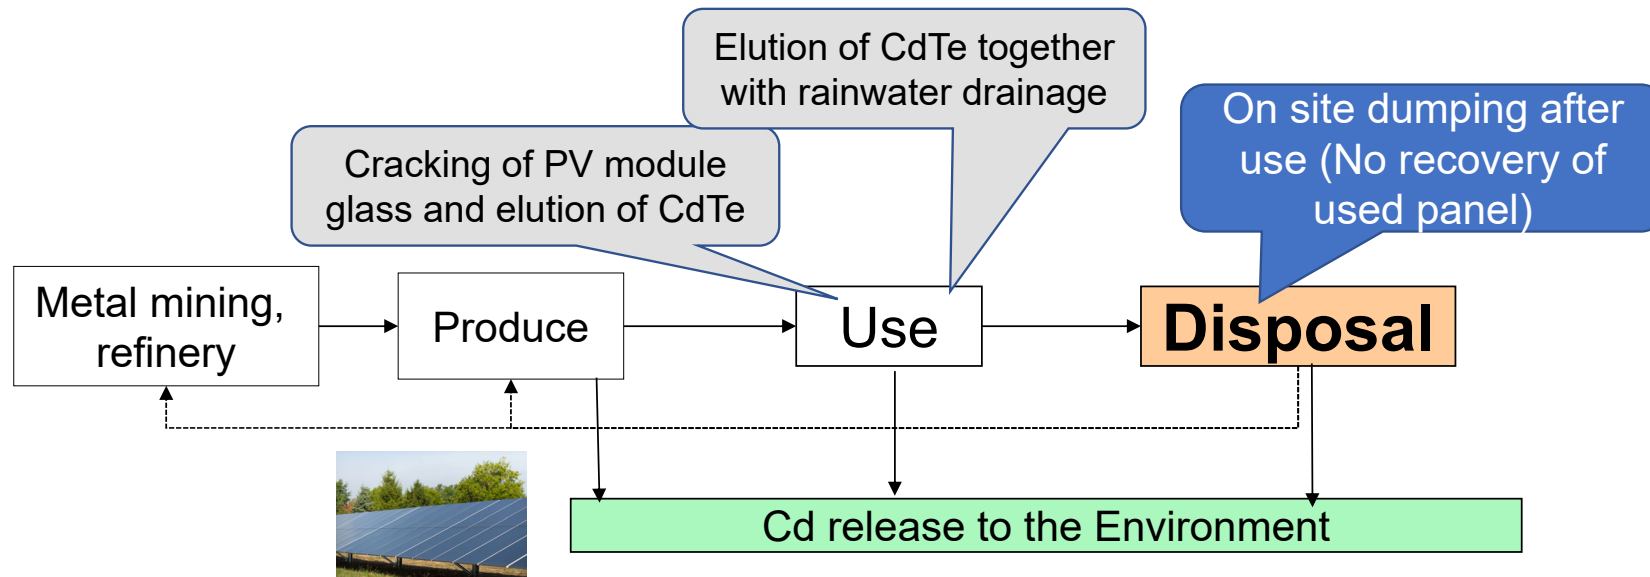 Elution of CdTe together
with rainwater drainage
On site dumping after
use (No recovery of
used panel)
Cracking of PV module
glass and elution of CdTe
Metal mining,
refinery
Produce
Use
Disposal
Cd release to the Environment